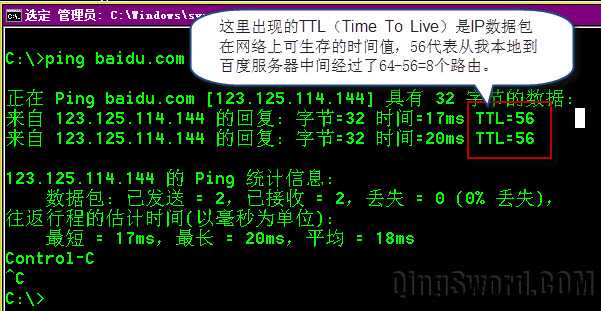 选定 管理员: C:\Windows\sy
这里出现的TTL（Time To Live）是IP数据包
在网络上可生存的时间值，56代表从我本地到
百度服务器中间经过了64-56=8个路由。
C:\>ping baidu.com
正在 Ping baidu.com [123.125.114.144] 具有 32 字节的数据:
来自 123.125.114.144 的回复: 字节=32 时间=17ms TTL=56
来自 123.125.114.144 的回复: 字节=32 时间=20ms TTL=56
123.125.114.144 的 Ping 统计信息:
数据包: 已发送 = 2，已接收 = 2，丢失 = 0 (0% 丢失)，
往返行程的估计时间(以毫秒为单位):
最短 = 17ms，最长 = 20ms，平均 = 18ms
Control-C
^C
C:\>
QingSword.COM